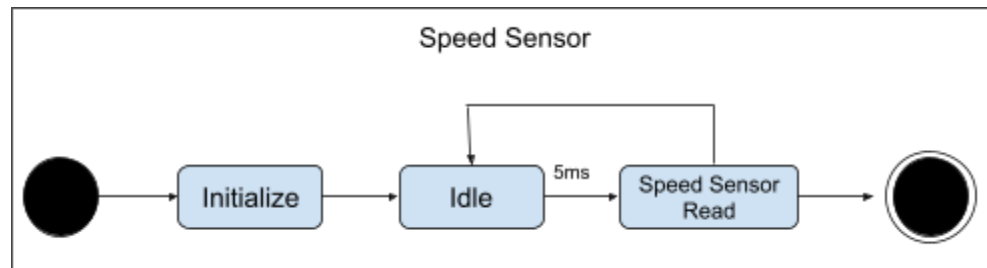 Speed Sensor
Initialize
Idle
5ms
Speed Sensor
Read